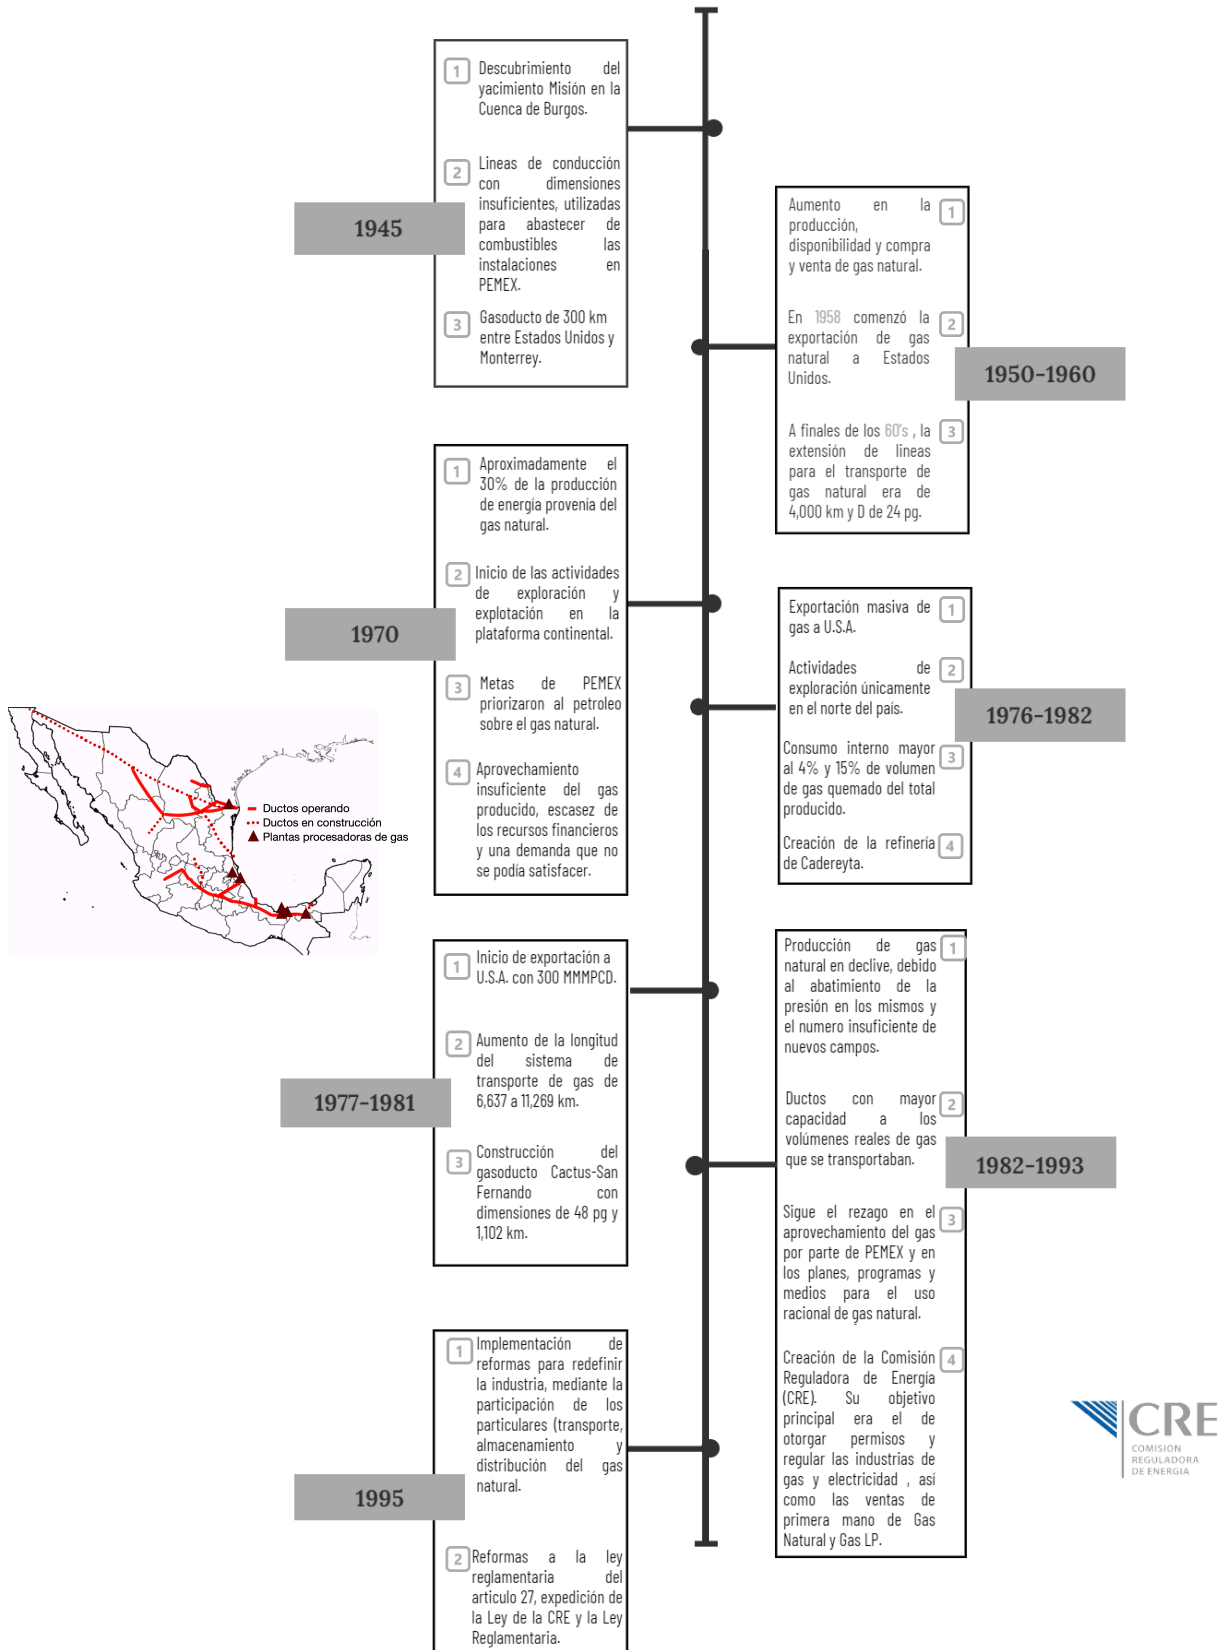 1
Descubrimiento del
yacimiento Misión en la
Cuenca de Burgos.
2
Lineas de conducción
con dimensiones
insuficientes, utilizadas
para abastecer de
combustibles las
instalaciones en
PEMEX.
3
Gasoducto de 300 km
entre Estados Unidos y
Monterrey.
1945
Aumento en la
producción,
disponibilidad y compra
y venta de gas natural.
1
En 1958 comenzó la
exportación de gas
natural a Estados
Unidos.
2
A finales de los 60's , la
extensión de lineas
para el transporte de
gas natural era de
4,000 km y D de 24 pg.
3
1950-1960
1
Aproximadamente el
30% de la producción
de energía provenía del
gas natural.
2
Inicio de las actividades
de exploración y
explotación en la
plataforma continental.
3
Metas de PEMEX
priorizaron al petroleo
sobre el gas natural.
4
Aprovechamiento
insuficiente del gas
producido, escasez de
los recursos financieros
y una demanda que no
se podía satisfacer.
1970
Exportación masiva de
gas a U.S.A.
1
Actividades de
exploración únicamente
en el norte del país.
2
Consumo interno mayor
al 4% y 15% de volumen
de gas quemado del total
producido.
3
Creación de la refinería
de Cadereyta.
4
1976-1982
Ductos operando
Ductos en construcción
Plantas procesadoras de gas
1
Inicio de exportación a
U.S.A. con 300 MMMPCD.
2
Aumento de la longitud
del sistema de
transporte de gas de
6,637 a 11,269 km.
3
Construcción del
gasoducto Cactus-San
Fernando con
dimensiones de 48 pg y
1,102 km.
1977-1981
Producción de gas
natural en declive, debido
al abatimiento de la
presión en los mismos y
el numero insuficiente de
nuevos campos.
1
Ductos con mayor
capacidad a los
volúmenes reales de gas
que se transportaban.
2
Sigue el rezago en el
aprovechamiento del gas
por parte de PEMEX y en
los planes, programas y
medios para el uso
racional de gas natural.
3
Creación de la Comisión
Reguladora de Energía
(CRE). Su objetivo
principal era el de
otorgar permisos y
regular las industrias de
gas y electricidad , así
como las ventas de
primera mano de Gas
Natural y Gas LP.
4
1982-1993
1
Implementación de
reformas para redefinir
la industria, mediante la
participación de los
particulares (transporte,
almacenamiento y
distribución del gas
natural.
2
Reformas a la ley
reglamentaria del
articulo 27, expedición de
la Ley de la CRE y la Ley
Reglamentaria.
1995
CRE
COMISION
REGULADORA
DE ENERGIA